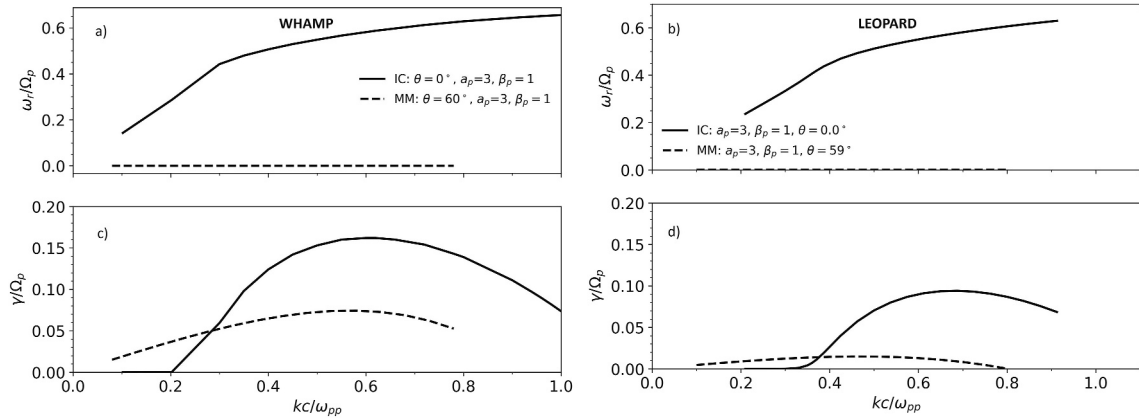 WHAMP
a)
0.6
0.4
0.2
0.0
ω_r/Ω_p
IC: θ = 0°, a_p=3, β_p = 1
MM: θ = 60°, a_p=3, β_p = 1
LEOPARD
b)
0.6
0.4
0.2
0.0
ω_r/Ω_p
IC: a_p=3, β_p = 1, θ = 0.0°
MM: a_p=3, β_p = 1, θ = 59°
c)
0.20
0.15
0.10
0.05
0.00
γ/Ω_p
0.0 0.2 0.4 0.6 0.8 1.0
kc/ω_pp
d)
0.20
0.15
0.10
0.05
0.00
γ/Ω_p
0.0 0.2 0.4 0.6 0.8 1.0
kc/ω_pp